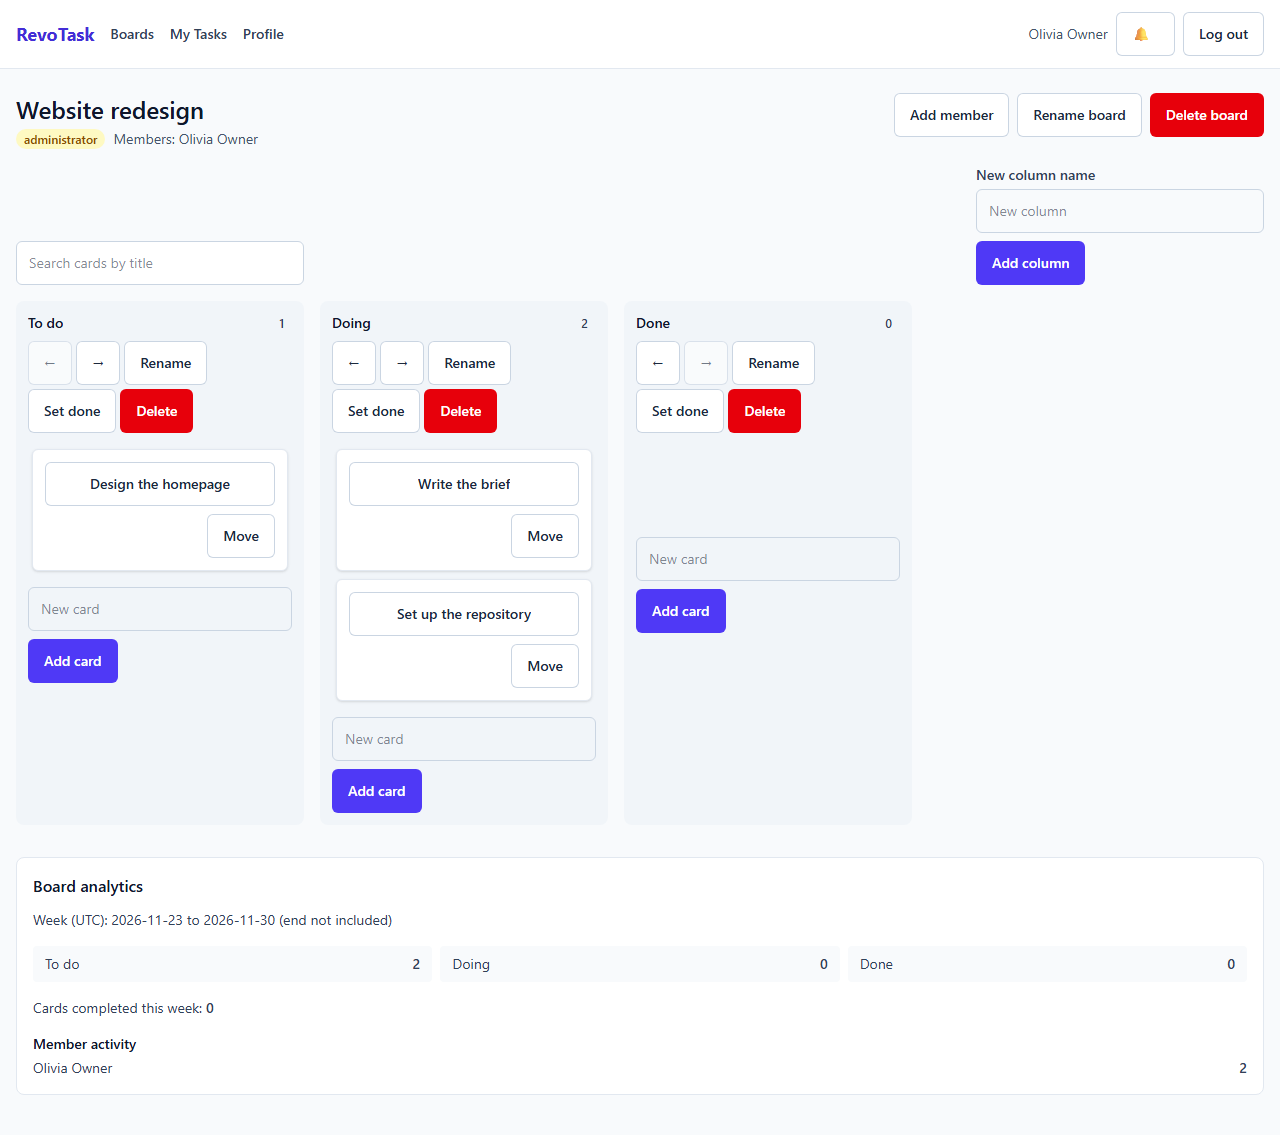 RevoTask Boards My Tasks Profile Olivia Owner Log out
Website redesign
administrator Members: Olivia Owner
Add member Rename board Delete board
New column name
New column
Add column
Search cards by title
To do 1
← → Rename
Set done Delete
Design the homepage
Move
New card
Add card
Doing 2
← → Rename
Set done Delete
Write the brief
Move
Set up the repository
Move
New card
Add card
Done 0
← → Rename
Set done Delete
New card
Add card
Board analytics
Week (UTC): 2026-11-23 to 2026-11-30 (end not included)
To do 2 Doing 0 Done 0
Cards completed this week: 0
Member activity
Olivia Owner 2